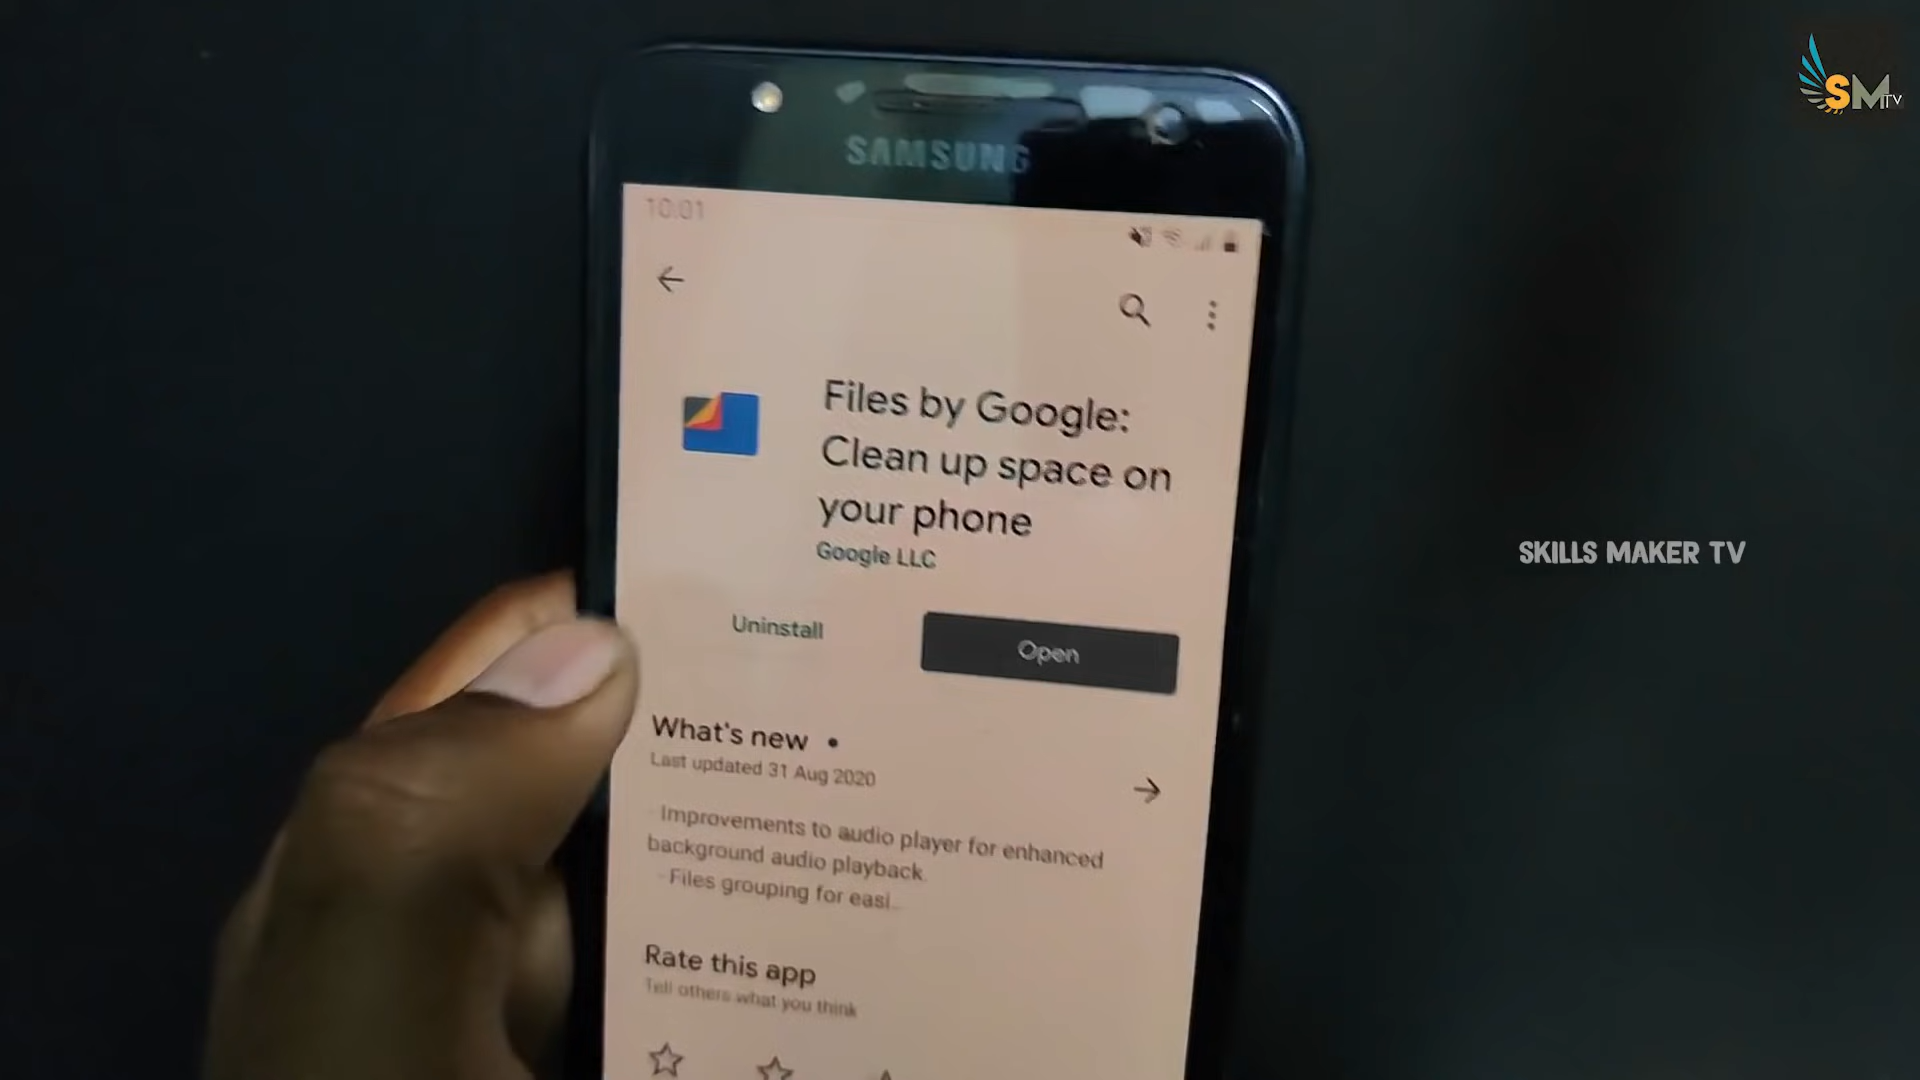 SMTV
SAMSUNG
10:01
Files by Google:
Clean up space on
your phone
Google LLC
Uninstall
Open
What's new •
Last updated 31 Aug 2020
- Improvements to audio player for enhanced
background audio playback.
- Files grouping for easi...
Rate this app
Tell others what you think
SKILLS MAKER TV